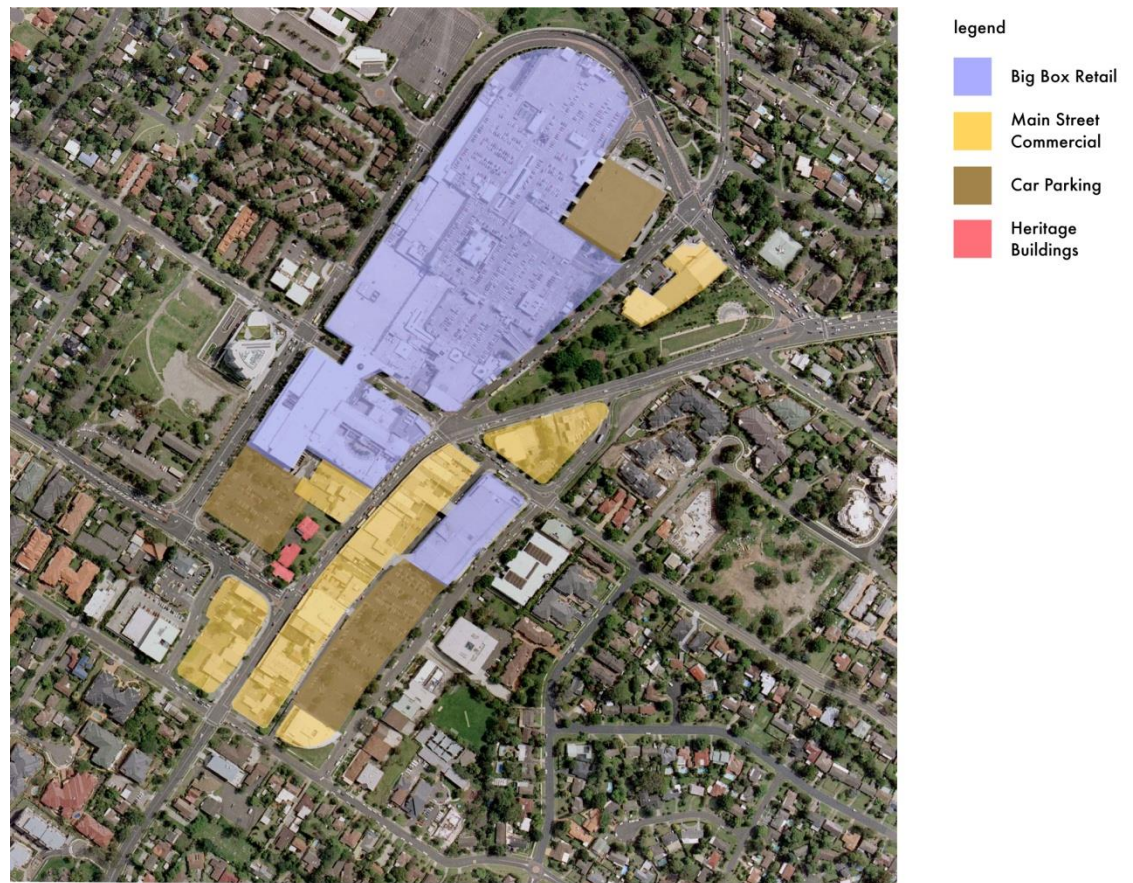 legend
Big Box Retail
Main Street
Commercial
Car Parking
Heritage
Buildings